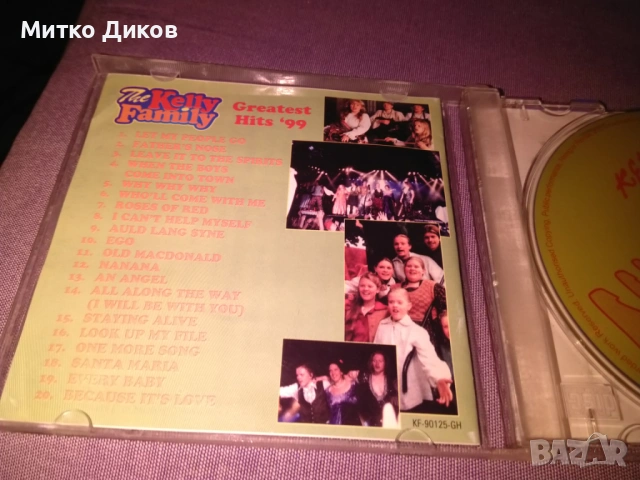 Митко Диков
The Kelly Family
Greatest
Hits '99
1. LET MY PEOPLE GO
2. FATHER'S NOSE
3. LEAVE IT TO THE SPIRITS
4. WHEN THE BOYS
COME INTO TOWN
5. WHY WHY WHY
6. WHO'LL COME WITH ME
7. ROSES OF RED
8. I CAN'T HELP MYSELF
9. AULD LANG SYNE
10. EGO
11. OLD MACDONALD
12. NANANA
13. AN ANGEL
14. ALL ALONG THE WAY
(I WILL BE WITH YOU)
15. STAYING ALIVE
16. LOOK UP MY FILE
17. ONE MORE SONG
18. SANTA MARIA
19. EVERY BABY
20. BECAUSE IT'S LOVE
KF-90125-GH
BAZAR